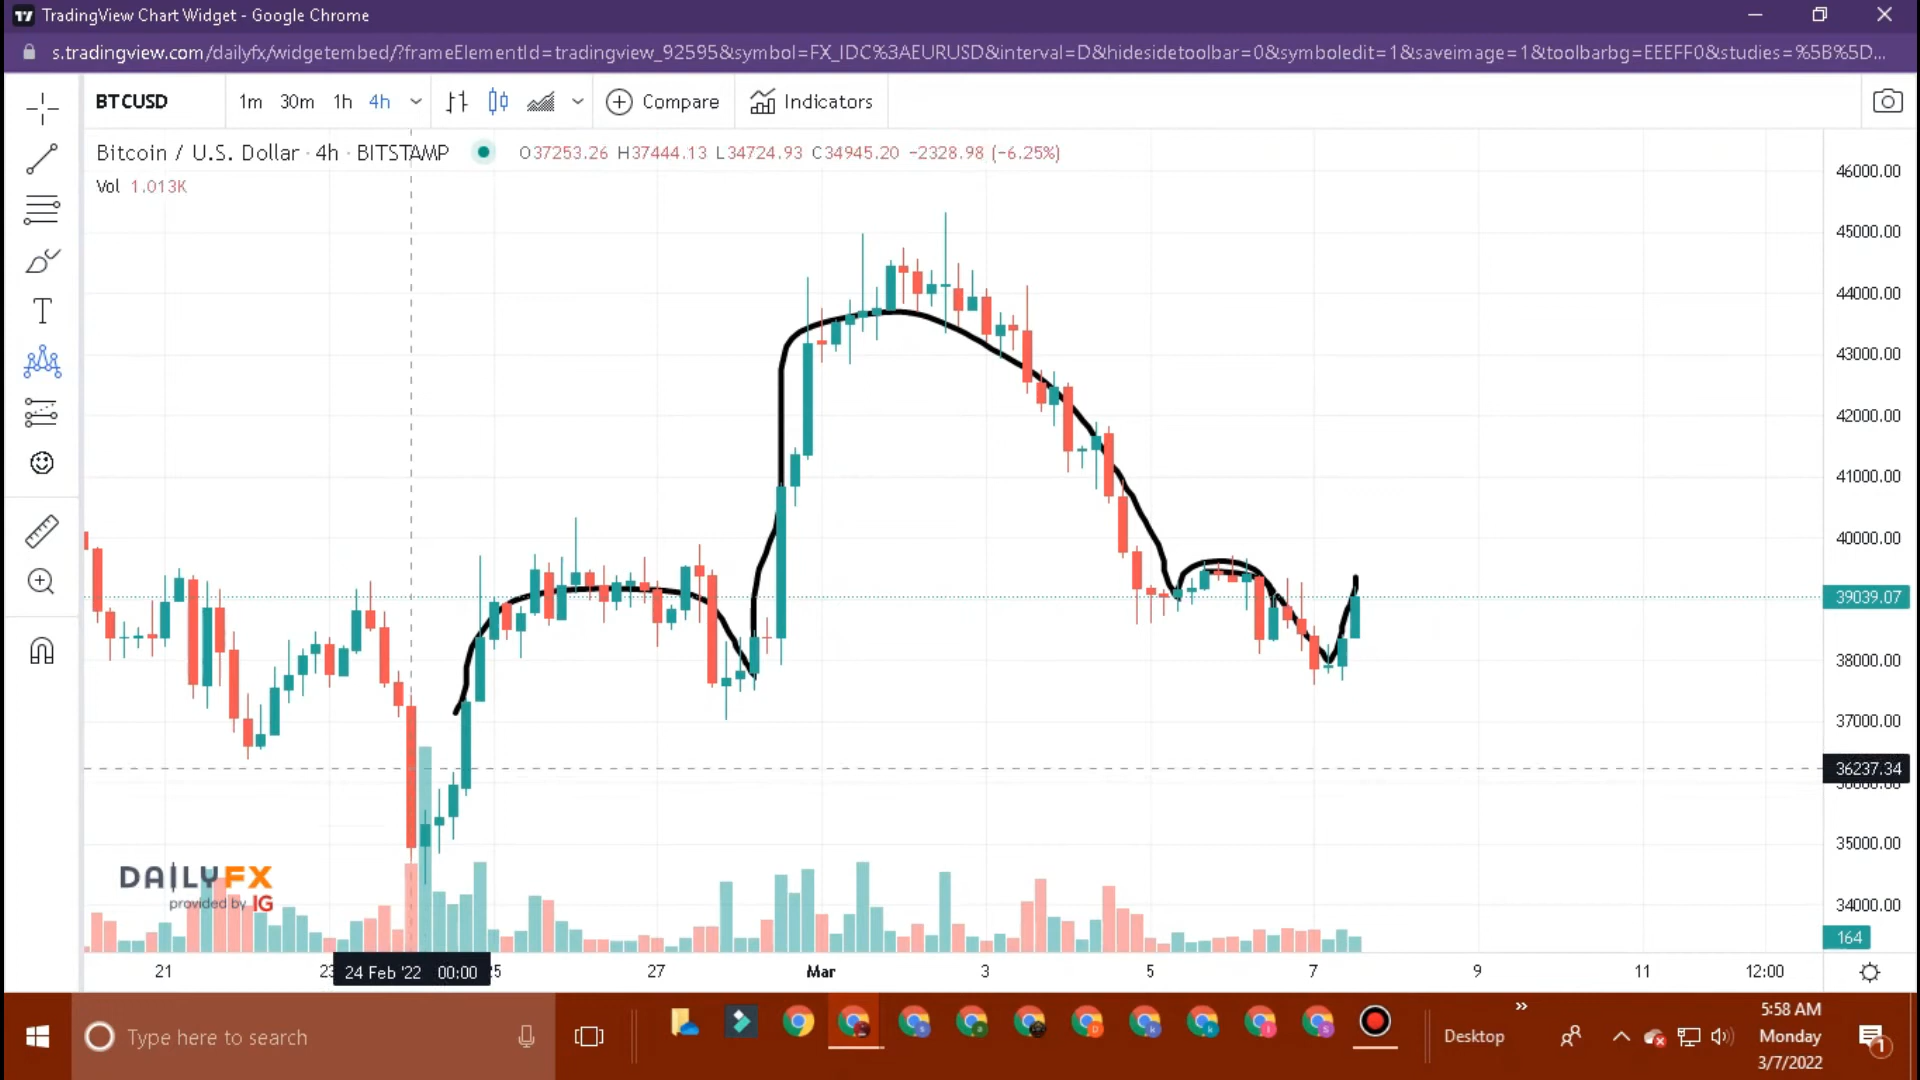 TradingView Chart Widget - Google Chrome
s.tradingview.com/dailyfx/widgetembed/?frameElementId=tradingview_92595&symbol=FX_IDC%3AEURUSD&interval=D&hidesidetoolbar=0&symboledit=1&saveimage=1&toolbarbg=EEEFF0&studies=%5B%5D...
BTCUSD 1m 30m 1h 4h Compare Indicators
Bitcoin / U.S. Dollar · 4h · BITSTAMP O37253.26 H37444.13 L34724.93 C34945.20 −2328.98 (−6.25%)
Vol 1.013K
46000.00
45000.00
44000.00
43000.00
42000.00
41000.00
40000.00
39039.07
38000.00
37000.00
36237.34
35000.00
34000.00
164
DAILYFX
provided by IG
21 23 24 Feb '22 00:00 25 27 Mar 3 5 7 9 11 12:00
Type here to search
Desktop
5:58 AM
Monday
3/7/2022
1